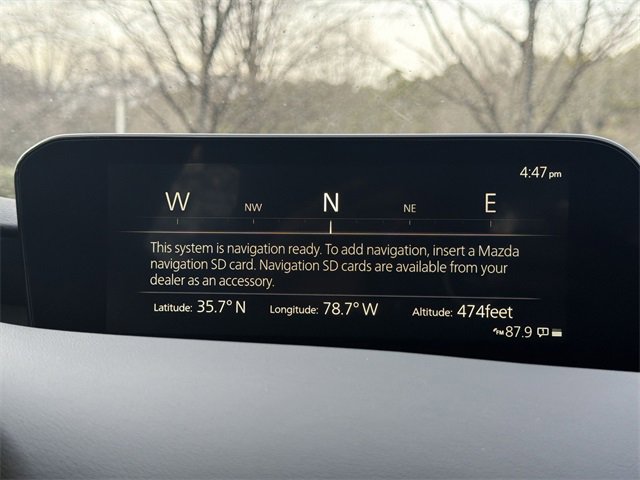 4:47pm
W NW N NE E
This system is navigation ready. To add navigation, insert a Mazda
navigation SD card. Navigation SD cards are available from your
dealer as an accessory.
Latitude: 35.7° N Longitude: 78.7° W Altitude: 474feet
FM 87.9